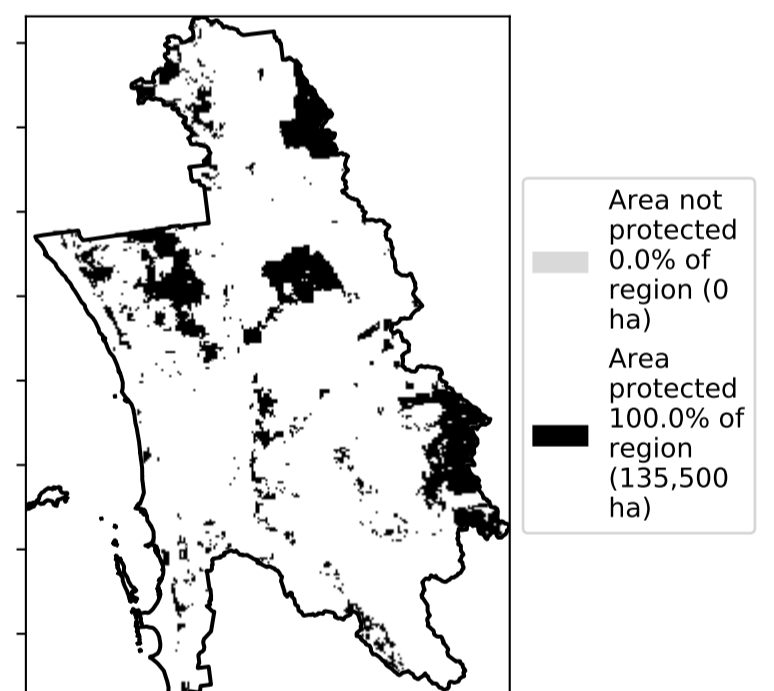 Area not
protected
0.0% of
region (0
ha)
Area
protected
100.0% of
region
(135,500
ha)